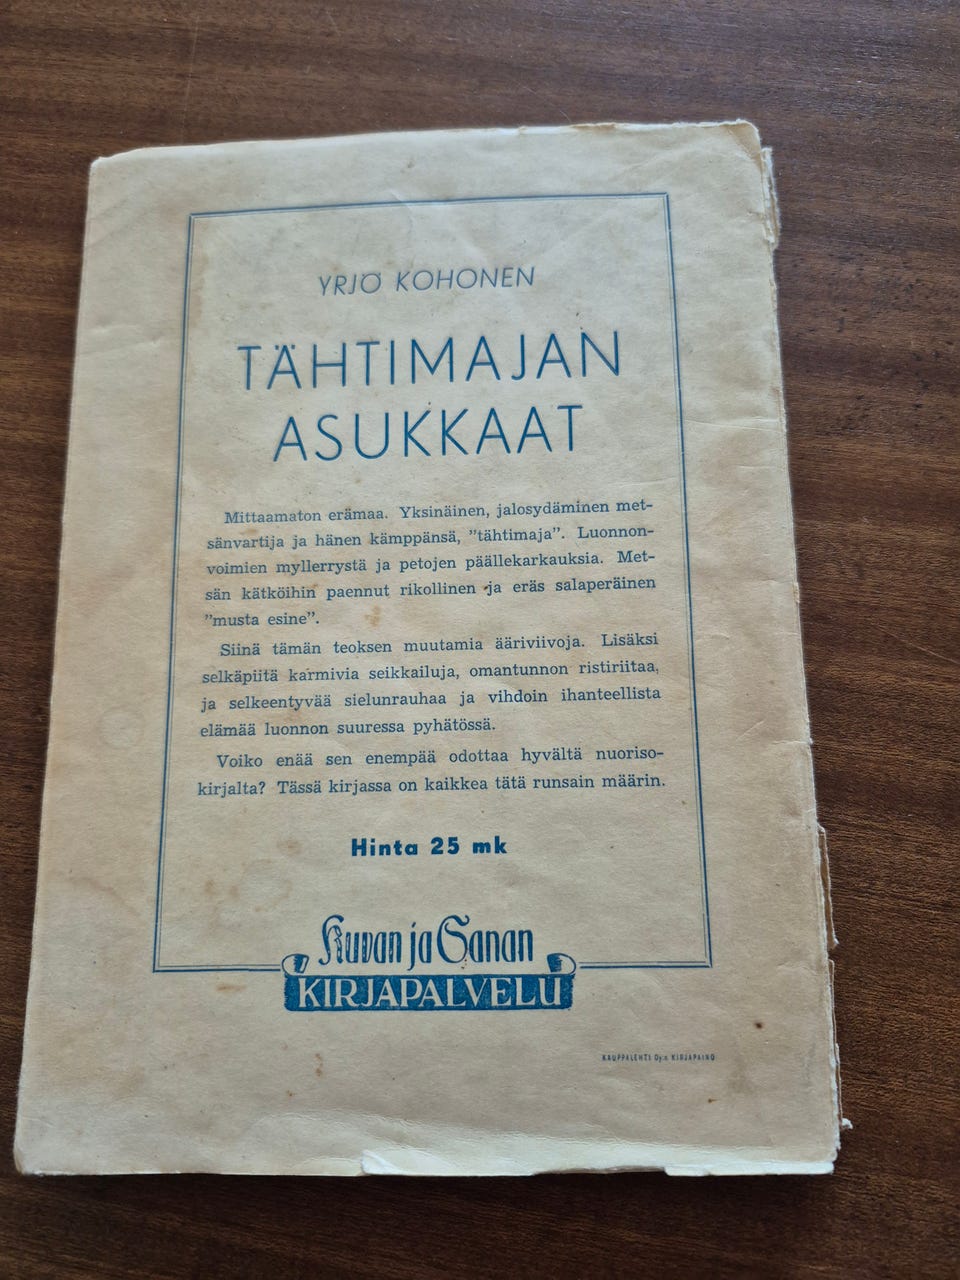 YRJÖ KOHONEN
TÄHTIMAJAN
ASUKKAAT
Mittaamaton erämaa. Yksinäinen, jalosydäminen met-
sänvartija ja hänen kämppänsä, ”tähtimaja”. Luonnon-
voimien myllerrystä ja petojen päällekarkauksia. Met-
sän kätköihin paennut rikollinen ja eräs salaperäinen
”musta esine”.
Siinä tämän teoksen muutamia ääriviivoja. Lisäksi
selkäpiitä karmivia seikkailuja, omantunnon ristiriitaa,
ja selkeentyvää sielunrauhaa ja vihdoin ihanteellista
elämää luonnon suuressa pyhätössä.
Voiko enää sen enempää odottaa hyvältä nuoriso-
kirjalta? Tässä kirjassa on kaikkea tätä runsain määrin.
Hinta 25 mk
Kuvan ja Sanan
KIRJAPALVELU
KAUPPALEHTI Oy:n KIRJAPAINO